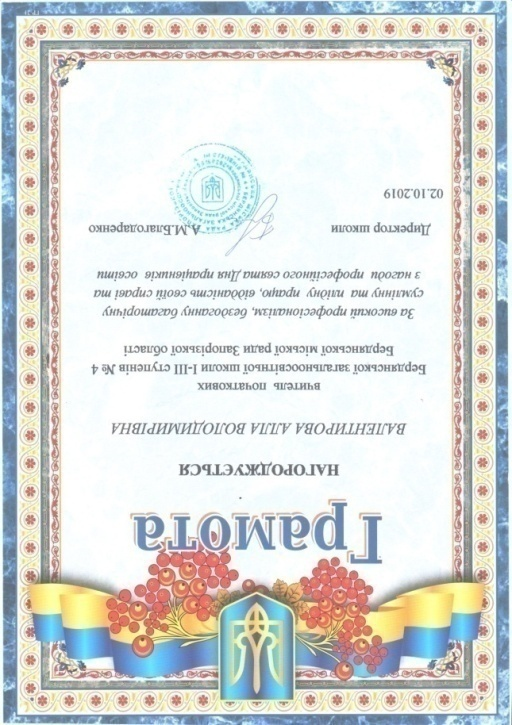 Грамота
НАГОРОДЖУЄТЬСЯ
ВАЛЕНТИРОВА АЛЛА ВОЛОДИМИРІВНА
вчитель початкових
Бердянської загальноосвітньої школи І-ІІІ ступенів № 4
Бердянської міської ради Запорізької області
За високий професіоналізм, бездоганну багаторічну
сумлінну та плідну працю, відданість своїй справі та
з нагоди професійного свята Дня працівників освіти
Директор школи А.М.Благодаренко
02.10.2019